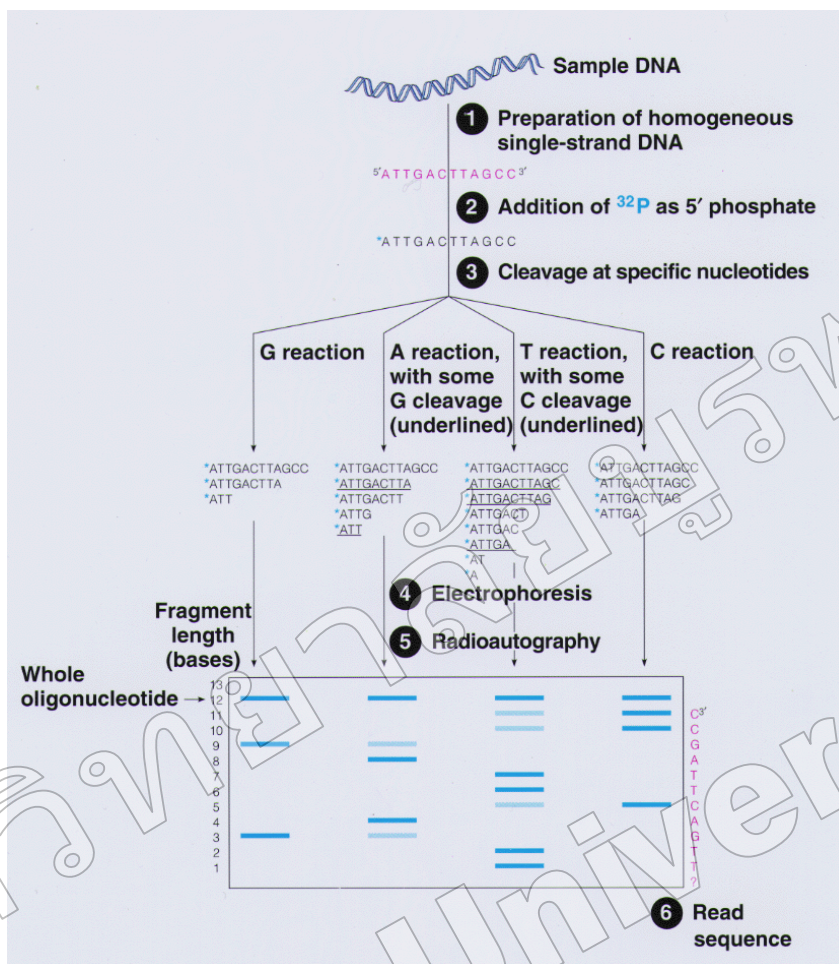 Sample DNA
1 Preparation of homogeneous
single-strand DNA
5′ATTGACTTAGCC3′
2 Addition of 32P as 5′ phosphate
*ATTGACTTAGCC
3 Cleavage at specific nucleotides
G reaction
A reaction,
with some
G cleavage
(underlined)
T reaction,
with some
C cleavage
(underlined)
C reaction
*ATTGACTTAGCC
*ATTGACTTA
*ATT
*ATTGACTTAGCC
*ATTGACTTA
*ATTGACTT
*ATTG
*ATT
*ATTGACTTAGCC
*ATTGACTTAGC
*ATTGACTTAG
*ATTGACT
*ATTGAC
*ATTGA
*AT
*A
*ATTGACTTAGCC
*ATTGACTTAGC
*ATTGACTTAG
*ATTGA
4 Electrophoresis
5 Radioautography
Fragment
length
(bases)
Whole
oligonucleotide
13
12
11
10
9
8
7
6
5
4
3
2
1
C3′
C
G
A
T
T
C
A
G
T
T
?
6 Read
sequence
Univer